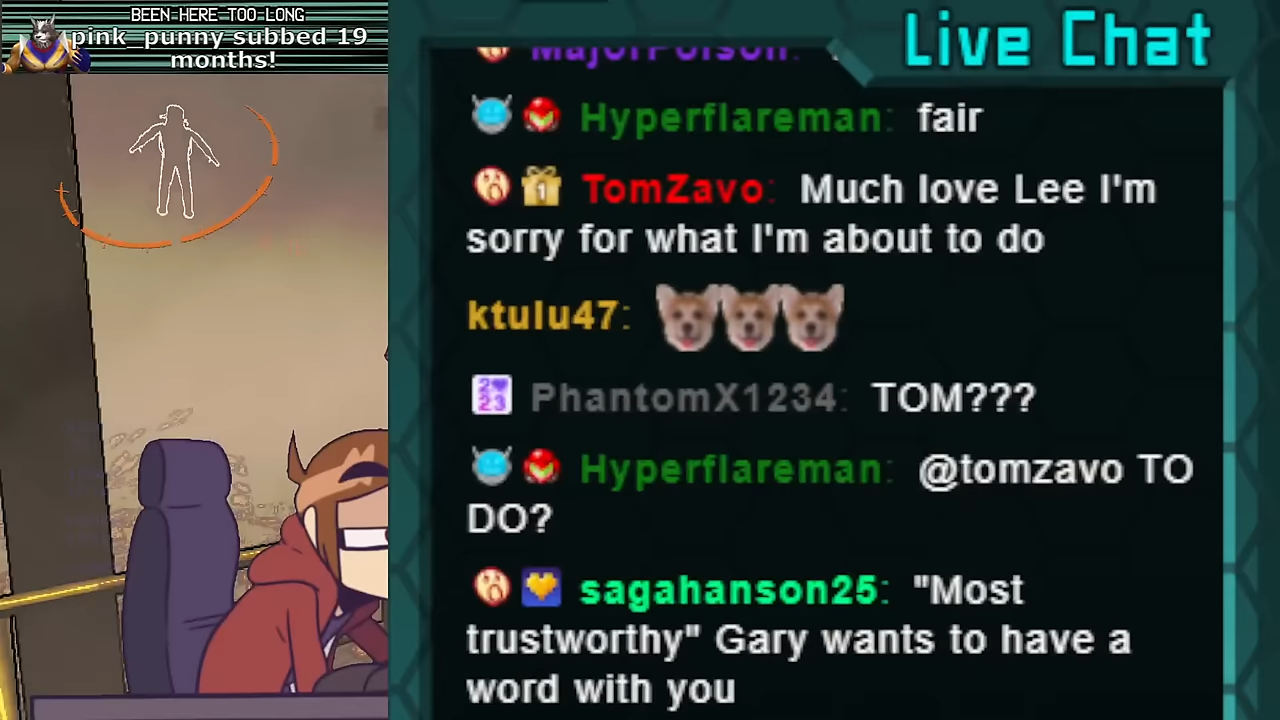 BEEN HERE TOO LONG
pink_punny subbed 19
months!
Live Chat
MajorPoison:
Hyperflareman: fair
TomZavo: Much love Lee I'm
sorry for what I'm about to do
ktulu47:
PhantomX1234: TOM???
Hyperflareman: @tomzavo TO
DO?
sagahanson25: "Most
trustworthy" Gary wants to have a
word with you